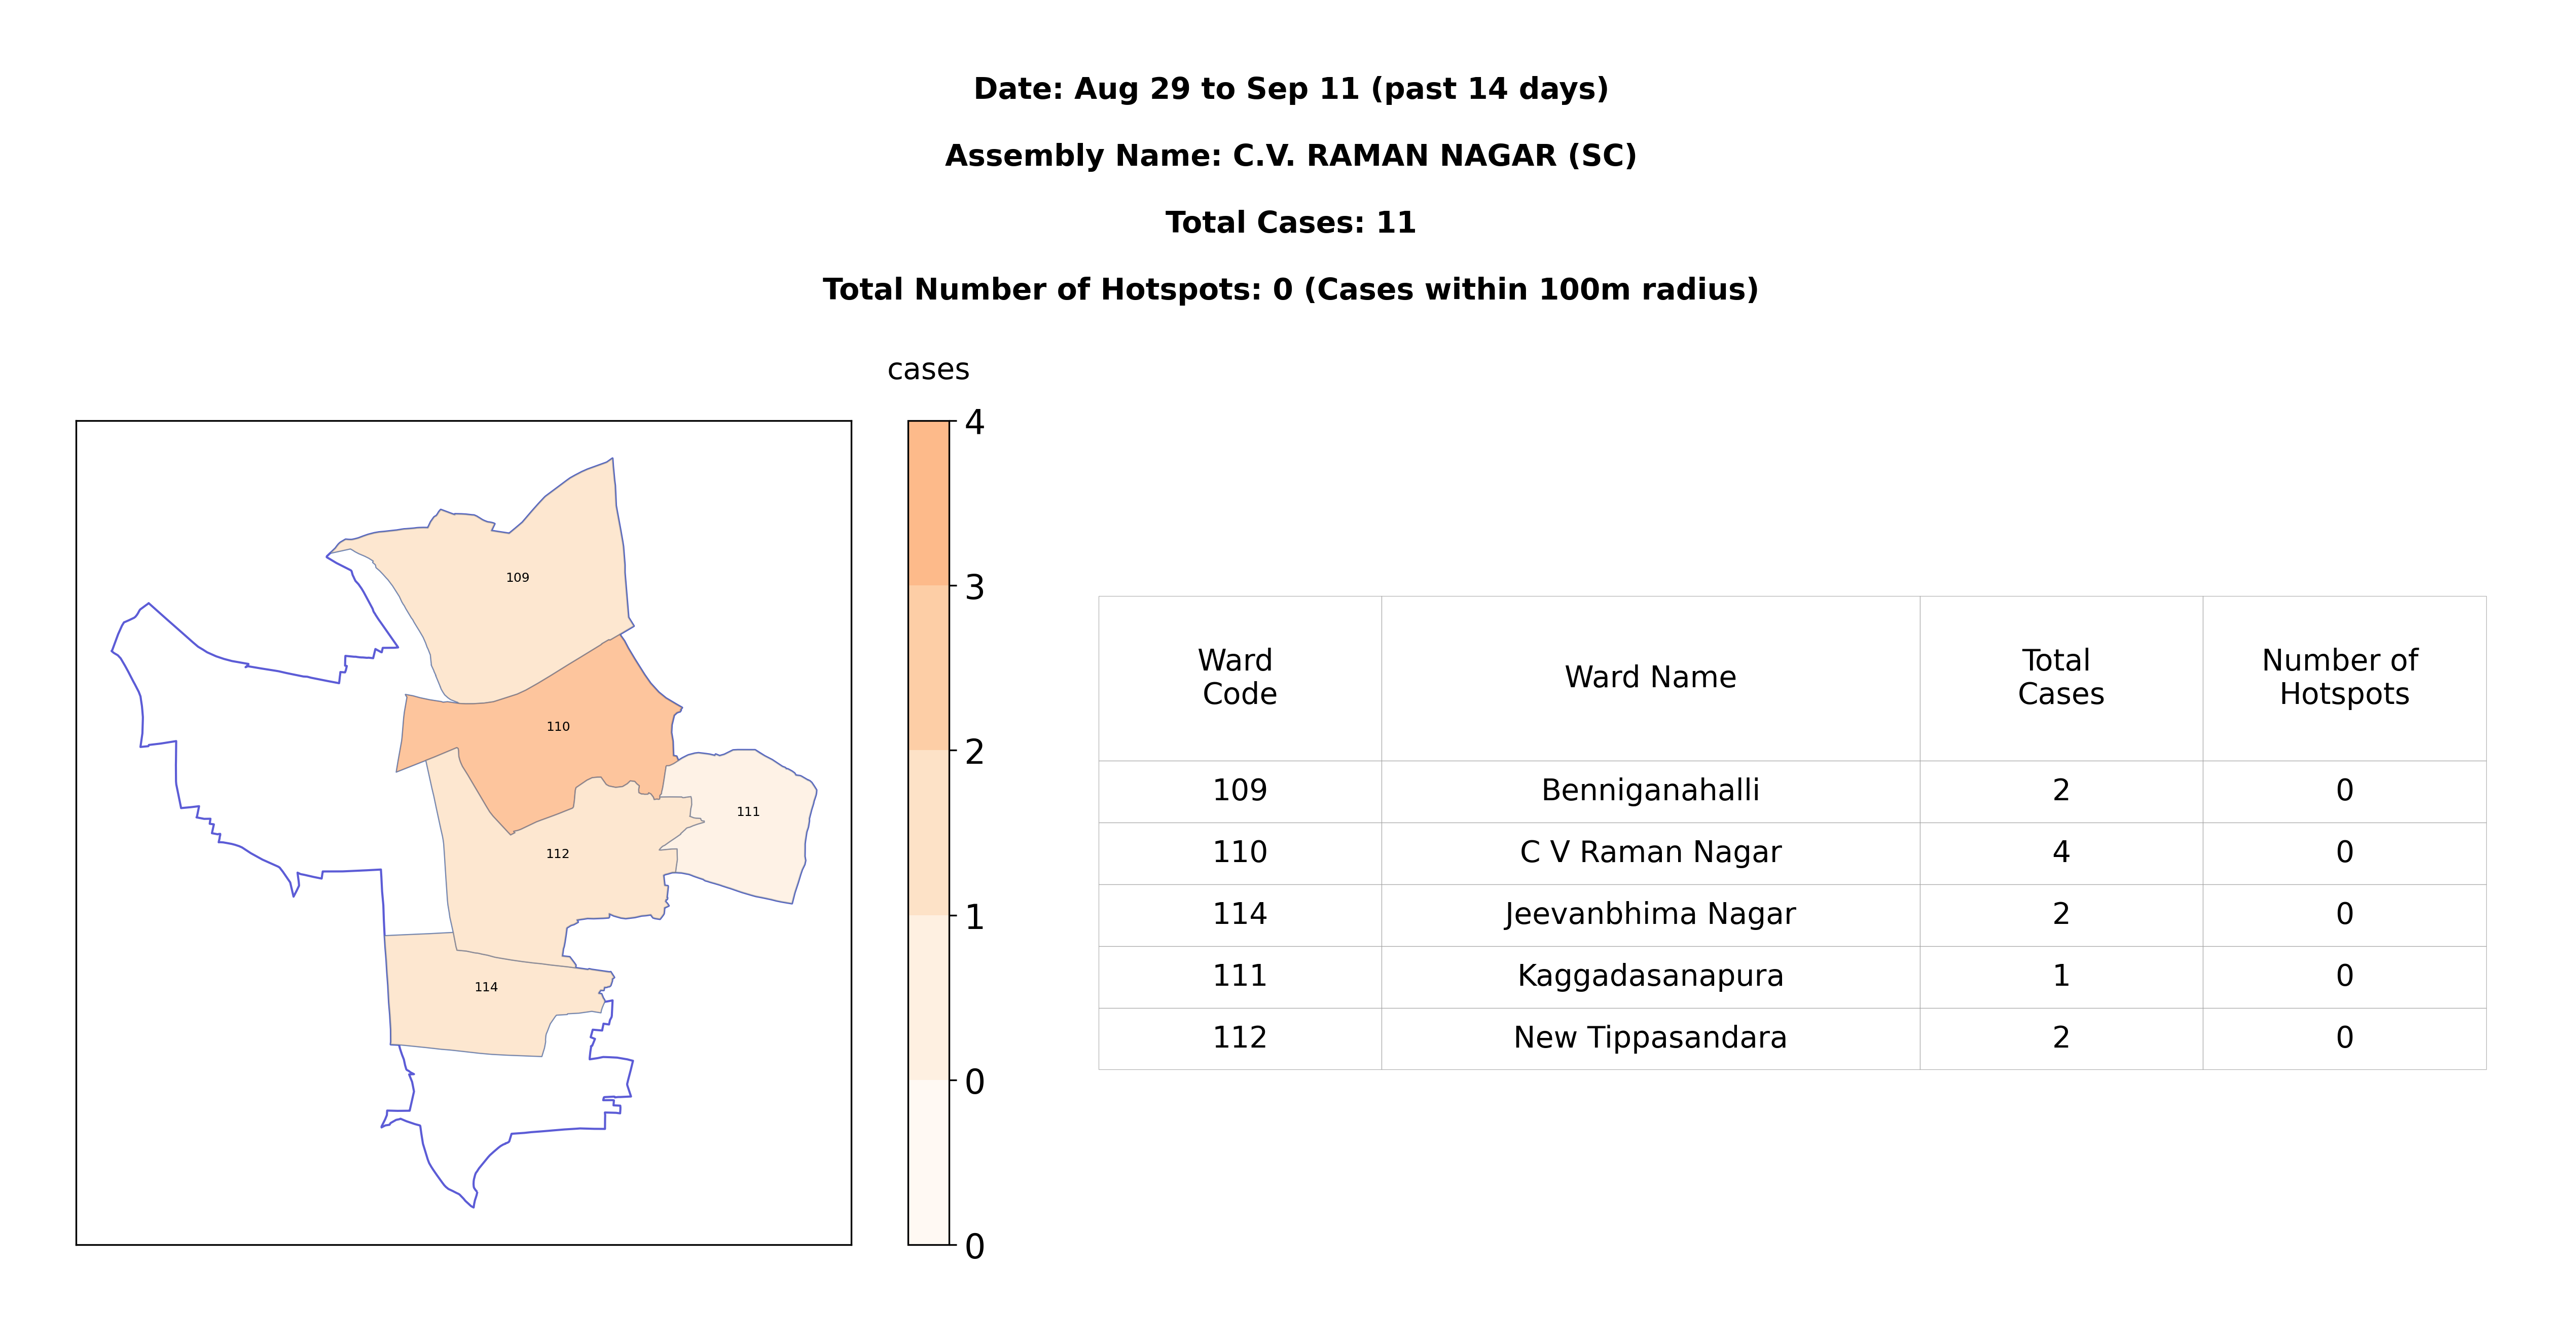 Date: Aug 29 to Sep 11 (past 14 days)
Assembly Name: C.V. RAMAN NAGAR (SC)
Total Cases: 11
Total Number of Hotspots: 0 (Cases within 100m radius)
cases
4
3
2
1
0
0
109
110
111
112
114
Ward Code
Ward Name
Total Cases
Number of Hotspots
109 Benniganahalli 2 0
110 C V Raman Nagar 4 0
114 Jeevanbhima Nagar 2 0
111 Kaggadasanapura 1 0
112 New Tippasandara 2 0